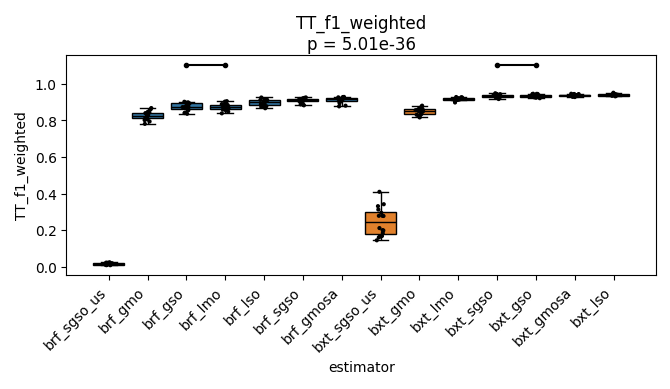 TT_f1_weighted
p = 5.01e-36
TT_f1_weighted
1.0
0.8
0.6
0.4
0.2
0.0
brf_sgso_us
brf_gmo
brf_gso
brf_lmo
brf_lso
brf_sgso
brf_gmosa
bxt_sgso_us
bxt_gmo
bxt_lmo
bxt_sgso
bxt_gso
bxt_gmosa
bxt_lso
estimator